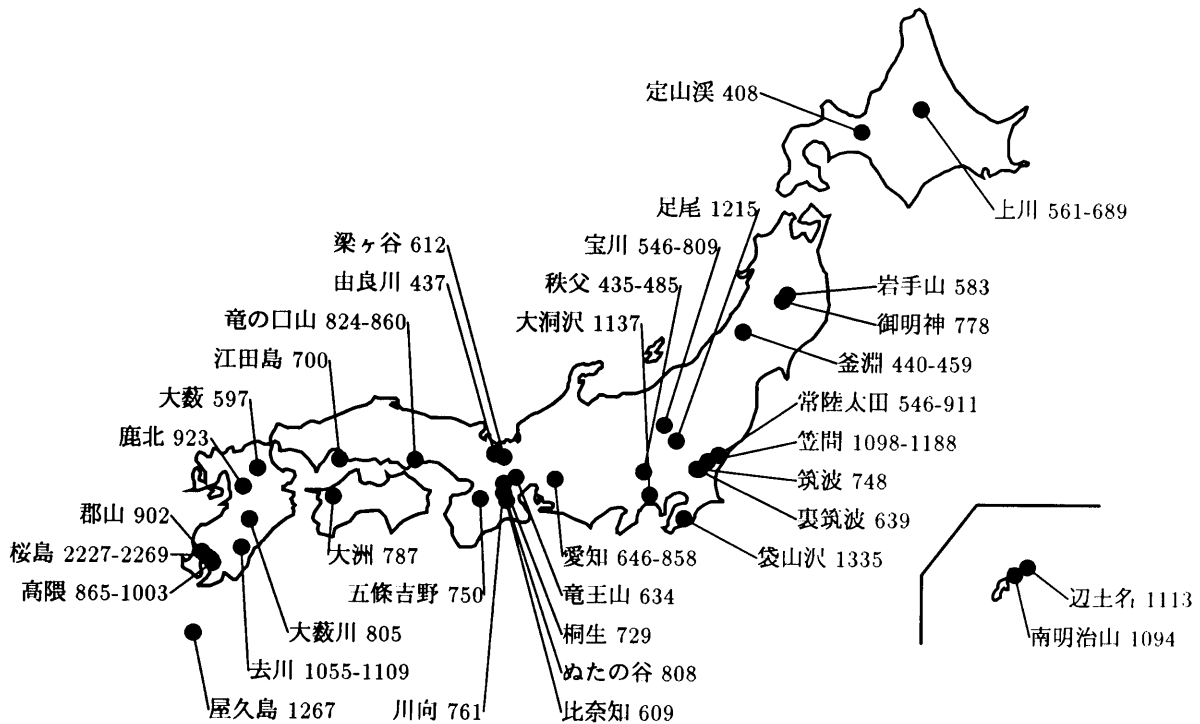 定山渓 408
上川 561-689
足尾 1215
宝川 546-809
秩父 435-485
大洞沢 1137
梁ヶ谷 612
由良川 437
竜の口山 824-860
江田島 700
大薮 597
鹿北 923
郡山 902
桜島 2227-2269
高隈 865-1003
岩手山 583
御明神 778
釜淵 440-459
常陸太田 546-911
笠間 1098-1188
筑波 748
裏筑波 639
袋山沢 1335
大洲 787
五條吉野 750
愛知 646-858
竜王山 634
桐生 729
ぬたの谷 808
比奈知 609
川向 761
大薮川 805
去川 1055-1109
屋久島 1267
辺土名 1113
南明治山 1094